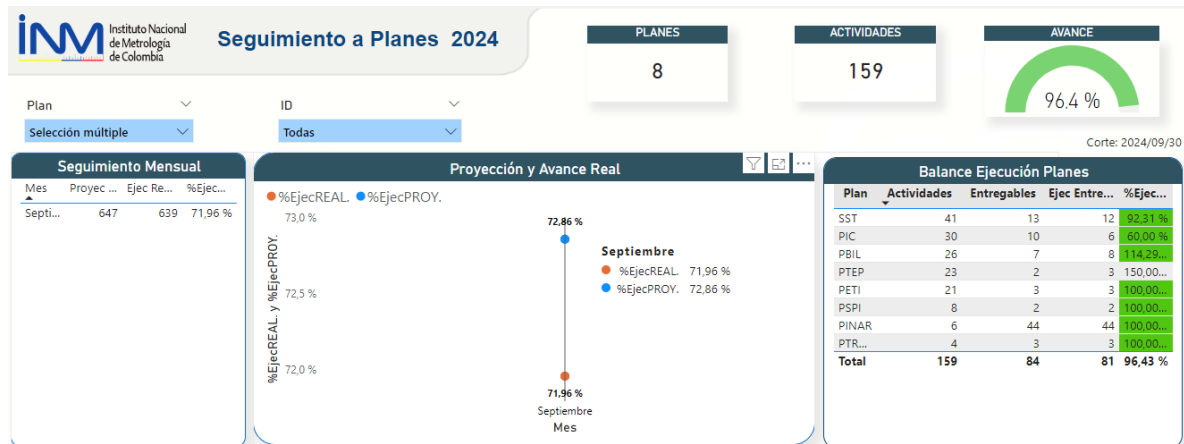 INM
Instituto Nacional
de Metrología
de Colombia
Seguimiento a Planes 2024
PLANES
8
ACTIVIDADES
159
AVANCE
96.4 %
Plan
Selección múltiple
ID
Todas
Corte: 2024/09/30
Seguimiento Mensual
Mes Proyec ... Ejec Re... %Ejec...
Septi... 647 639 71,96 %
Proyección y Avance Real
%EjecREAL. %EjecPROY.
%EjecREAL. y %EjecPROY.
73,0 %
72,5 %
72,0 %
72,86 %
Septiembre
%EjecREAL. 71,96 %
%EjecPROY. 72,86 %
71,96 %
Septiembre
Mes
Balance Ejecución Planes
Plan Actividades Entregables Ejec Entre... %Ejec...
SST 41 13 12 92,31 %
PIC 30 10 6 60,00 %
PBIL 26 7 8 114,29...
PTEP 23 2 3 150,00...
PETI 21 3 3 100,00...
PSPI 8 2 2 100,00...
PINAR 6 44 44 100,00...
PTR... 4 3 3 100,00...
Total 159 84 81 96,43 %